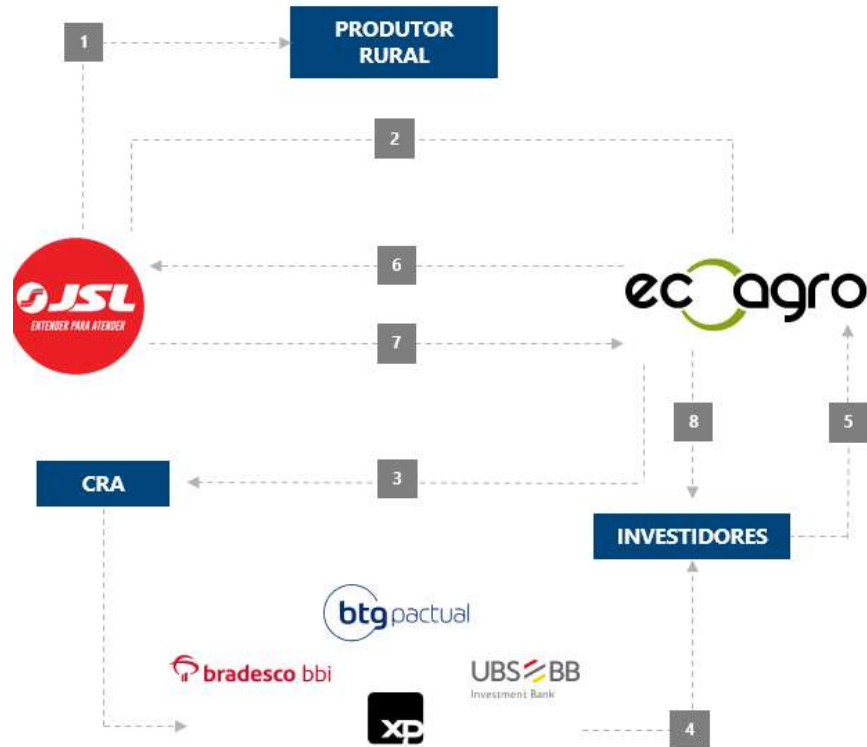 1
PRODUTOR
RURAL
2
6
JSL
ENTENDER PARA ATENDER
ecoagro
7
8
5
CRA
3
INVESTIDORES
btg pactual
bradesco bbi
UBS BB
Investment Bank
xp
4